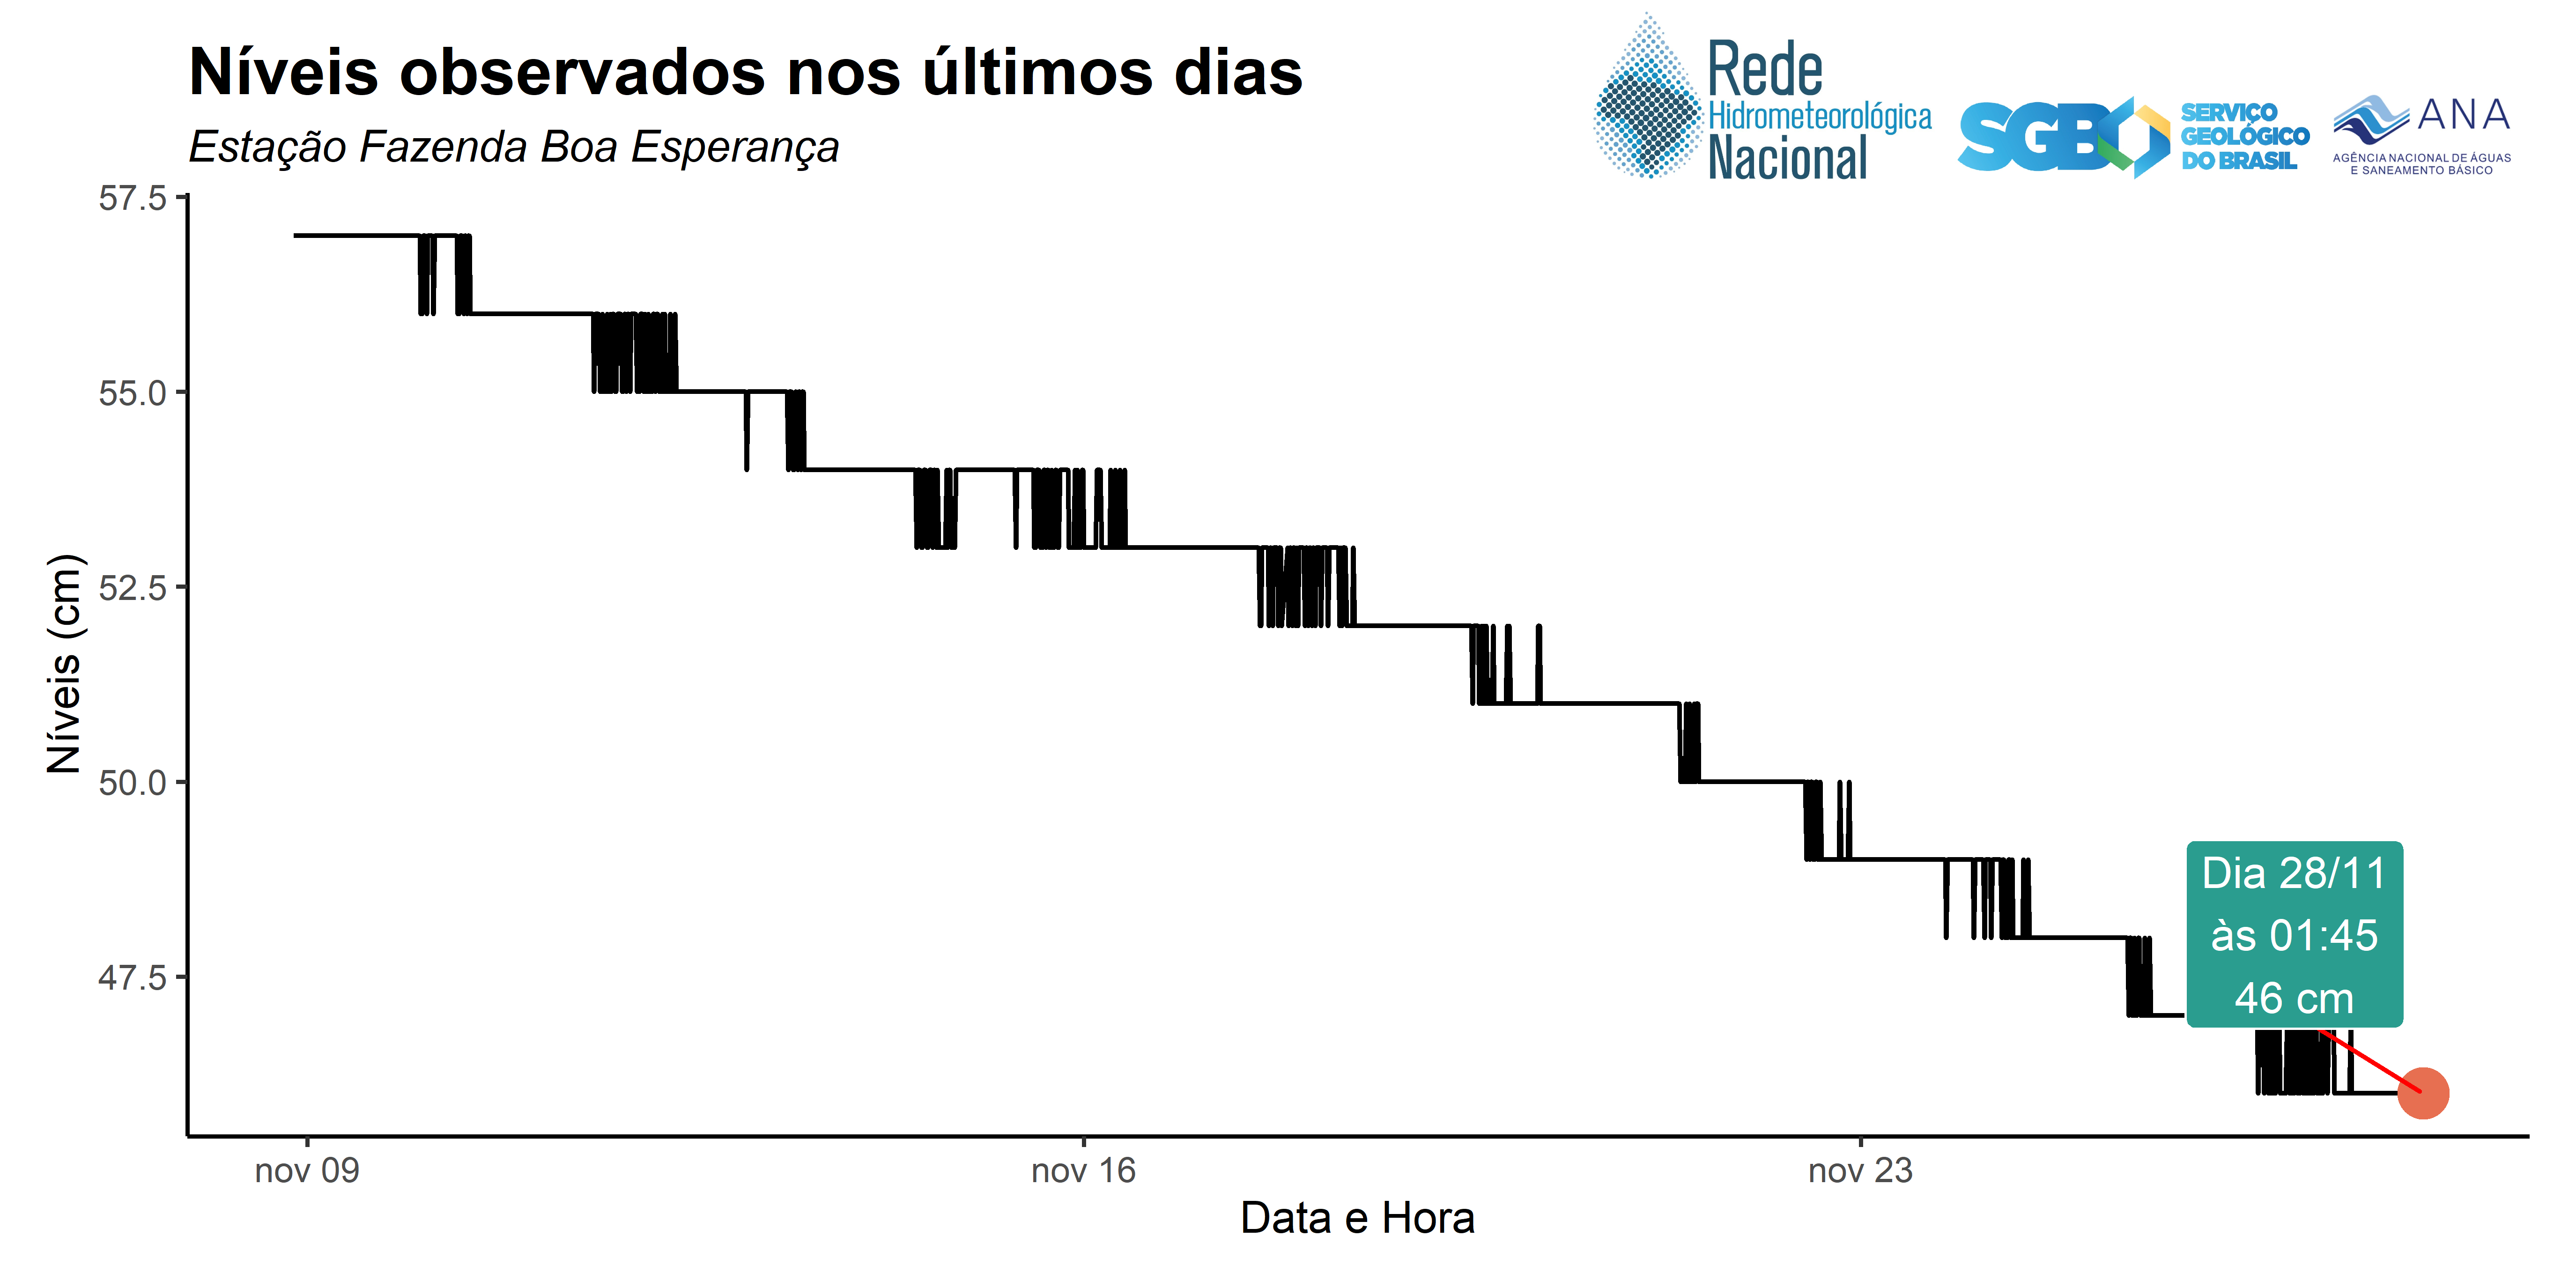 Níveis observados nos últimos dias
Estação Fazenda Boa Esperança
Rede
Hidrometeorológica
Nacional
SGB
SERVIÇO
GEOLÓGICO
DO BRASIL
ANA
AGÊNCIA NACIONAL DE ÁGUAS
E SANEAMENTO BÁSICO
57.5
55.0
52.5
50.0
47.5
Níveis (cm)
Dia 28/11
às 01:45
46 cm
nov 09
nov 16
nov 23
Data e Hora